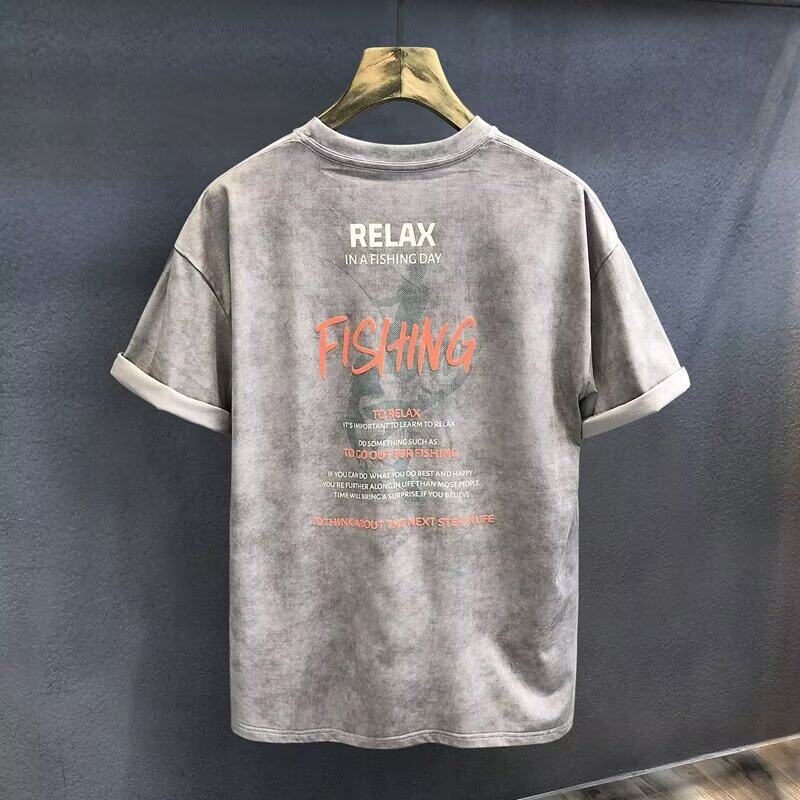 RELAX
IN A FISHING DAY
FISHING
TO RELAX
IT'S IMPORTANT TO LEARM TO RELAX
DO SOMETHING SUCH AS
TO GO OUT FOR FISHING
IF YOU CAN DO WHAT YOU DO BEST AND HAPPY
YOU'RE FURTHER ALONG IN LIFE THAN MOST PEOPLE
TIME WILL BRING A SURPRISE,IF YOU BELIEVE
TO THINK ABOUT THE NEXT STEP IN LIFE